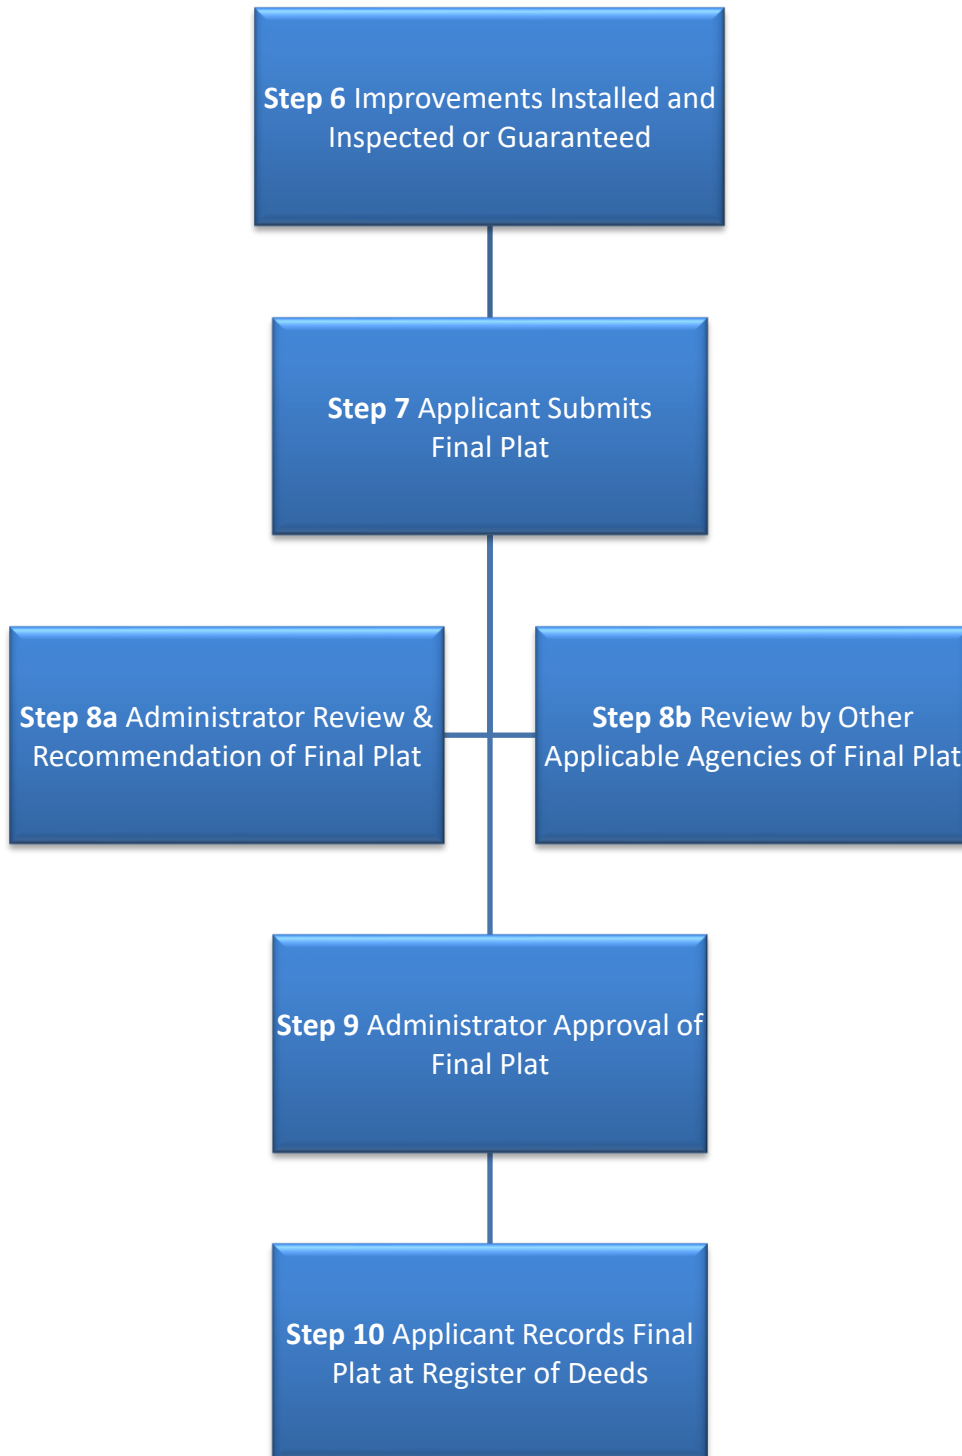 Step 6 Improvements Installed and
Inspected or Guaranteed
Step 7 Applicant Submits
Final Plat
Step 8a Administrator Review &
Recommendation of Final Plat
Step 8b Review by Other
Applicable Agencies of Final Plat
Step 9 Administrator Approval of
Final Plat
Step 10 Applicant Records Final
Plat at Register of Deeds